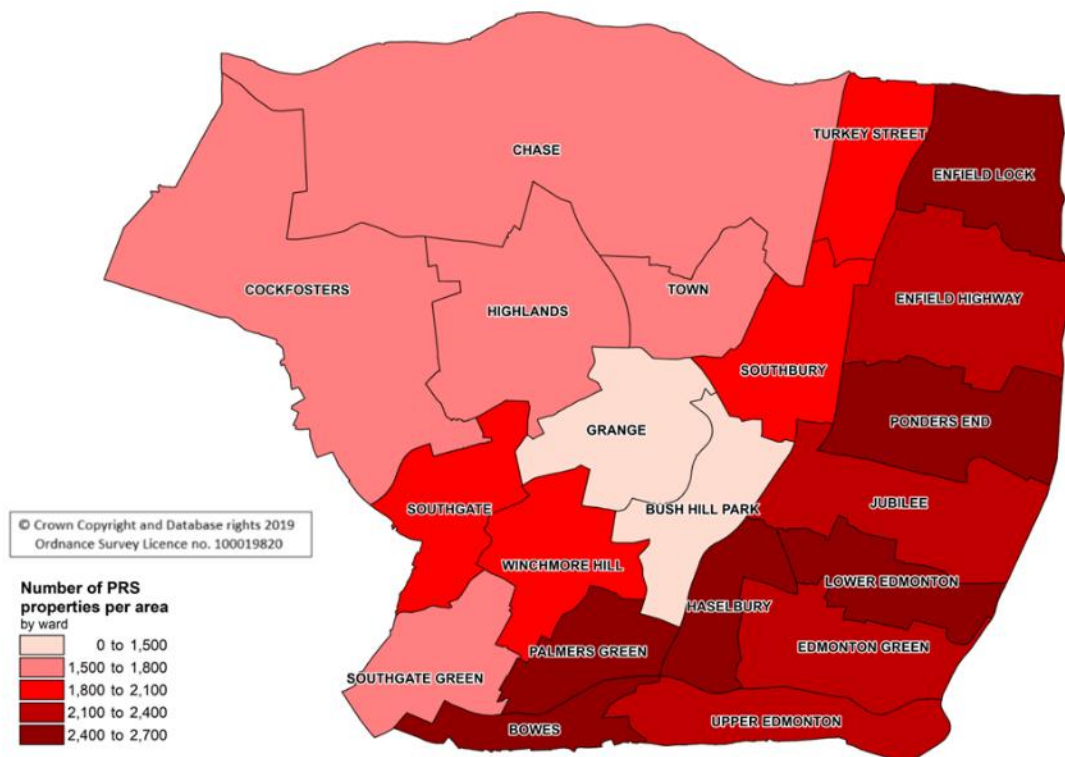 CHASE
TURKEY STREET
ENFIELD LOCK
COCKFOSTERS
HIGHLANDS
TOWN
ENFIELD HIGHWAY
SOUTHBURY
GRANGE
PONDERS END
SOUTHGATE
BUSH HILL PARK
JUBILEE
WINCHMORE HILL
LOWER EDMONTON
HASELBURY
PALMERS GREEN
EDMONTON GREEN
SOUTHGATE GREEN
BOWES
UPPER EDMONTON
© Crown Copyright and Database rights 2019
Ordnance Survey Licence no. 100019820
Number of PRS
properties per area
by ward
0 to 1,500
1,500 to 1,800
1,800 to 2,100
2,100 to 2,400
2,400 to 2,700